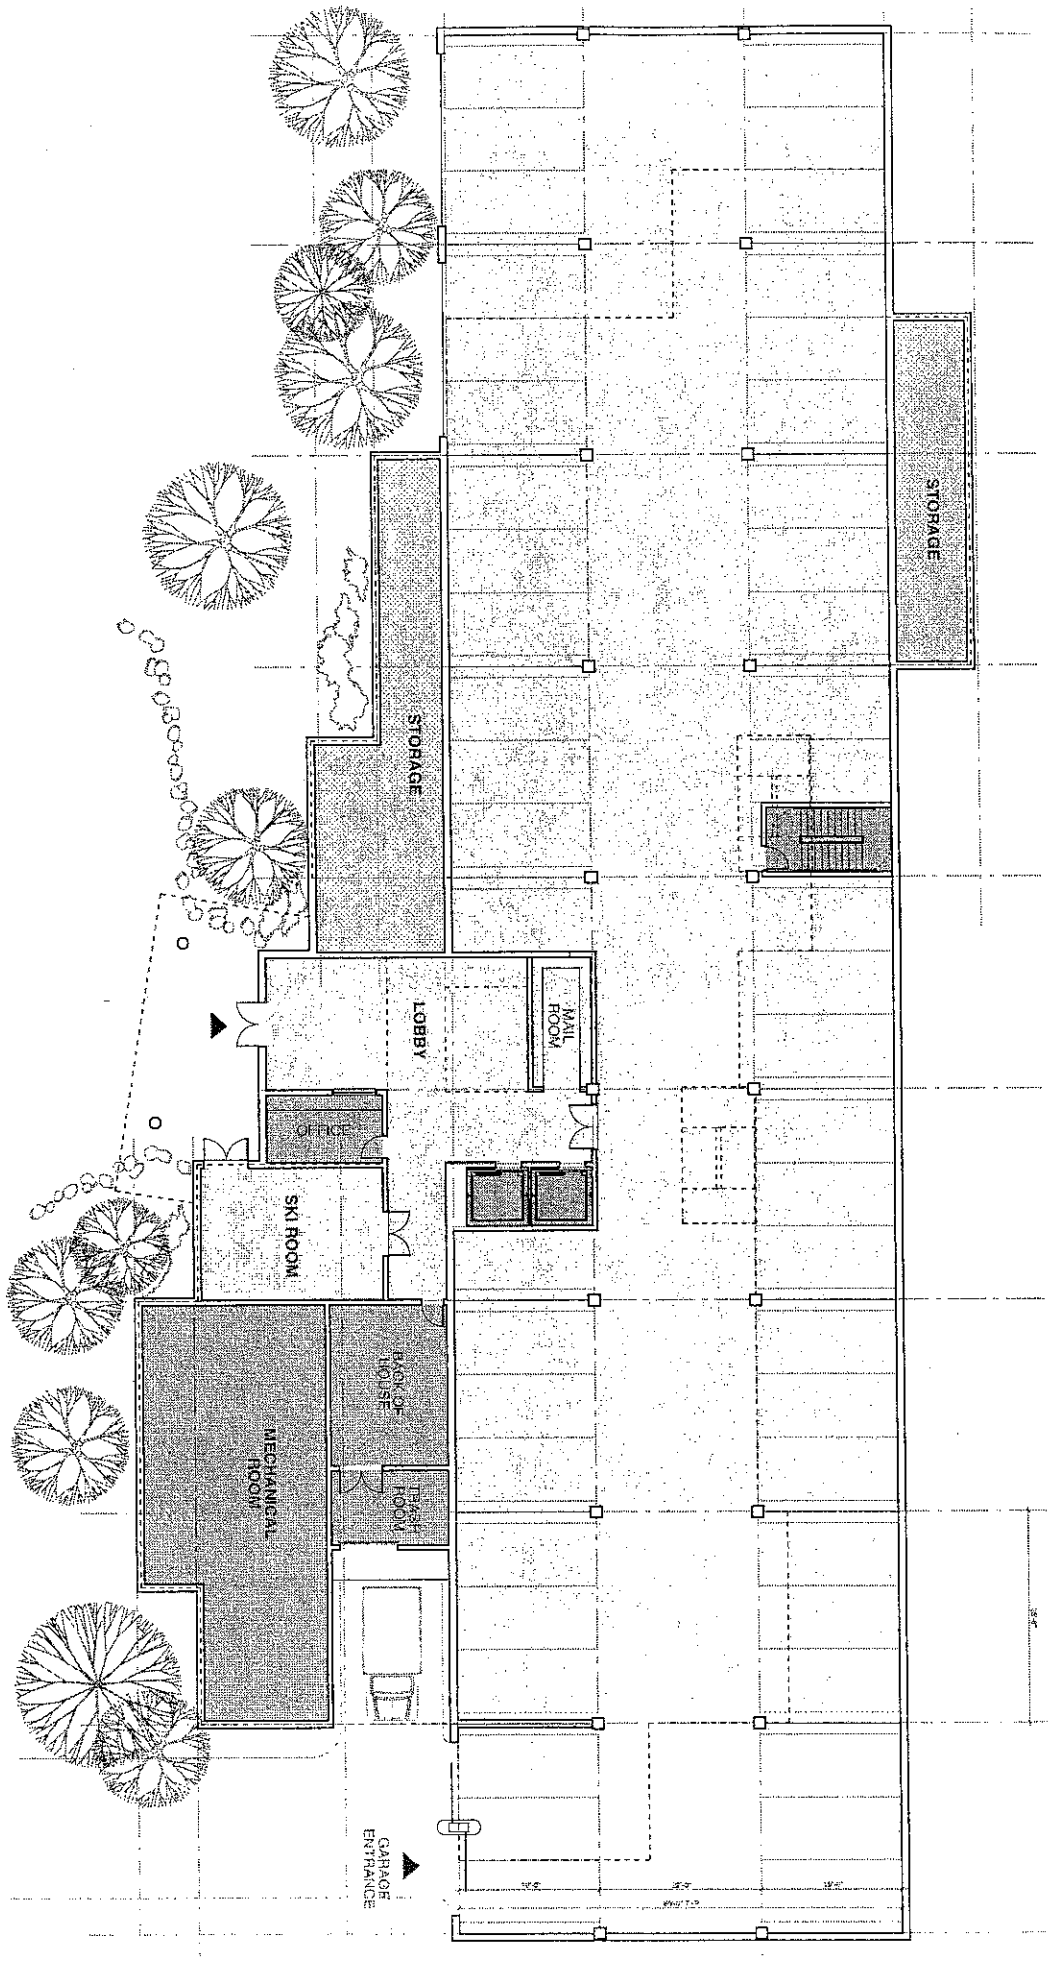 STORAGE
STORAGE
MAIL
ROOM
LOBBY
OFFICE
SKI ROOM
BACK OF
HOUSE
TRASH
ROOM
MECHANICAL
ROOM
GARAGE
ENTRANCE